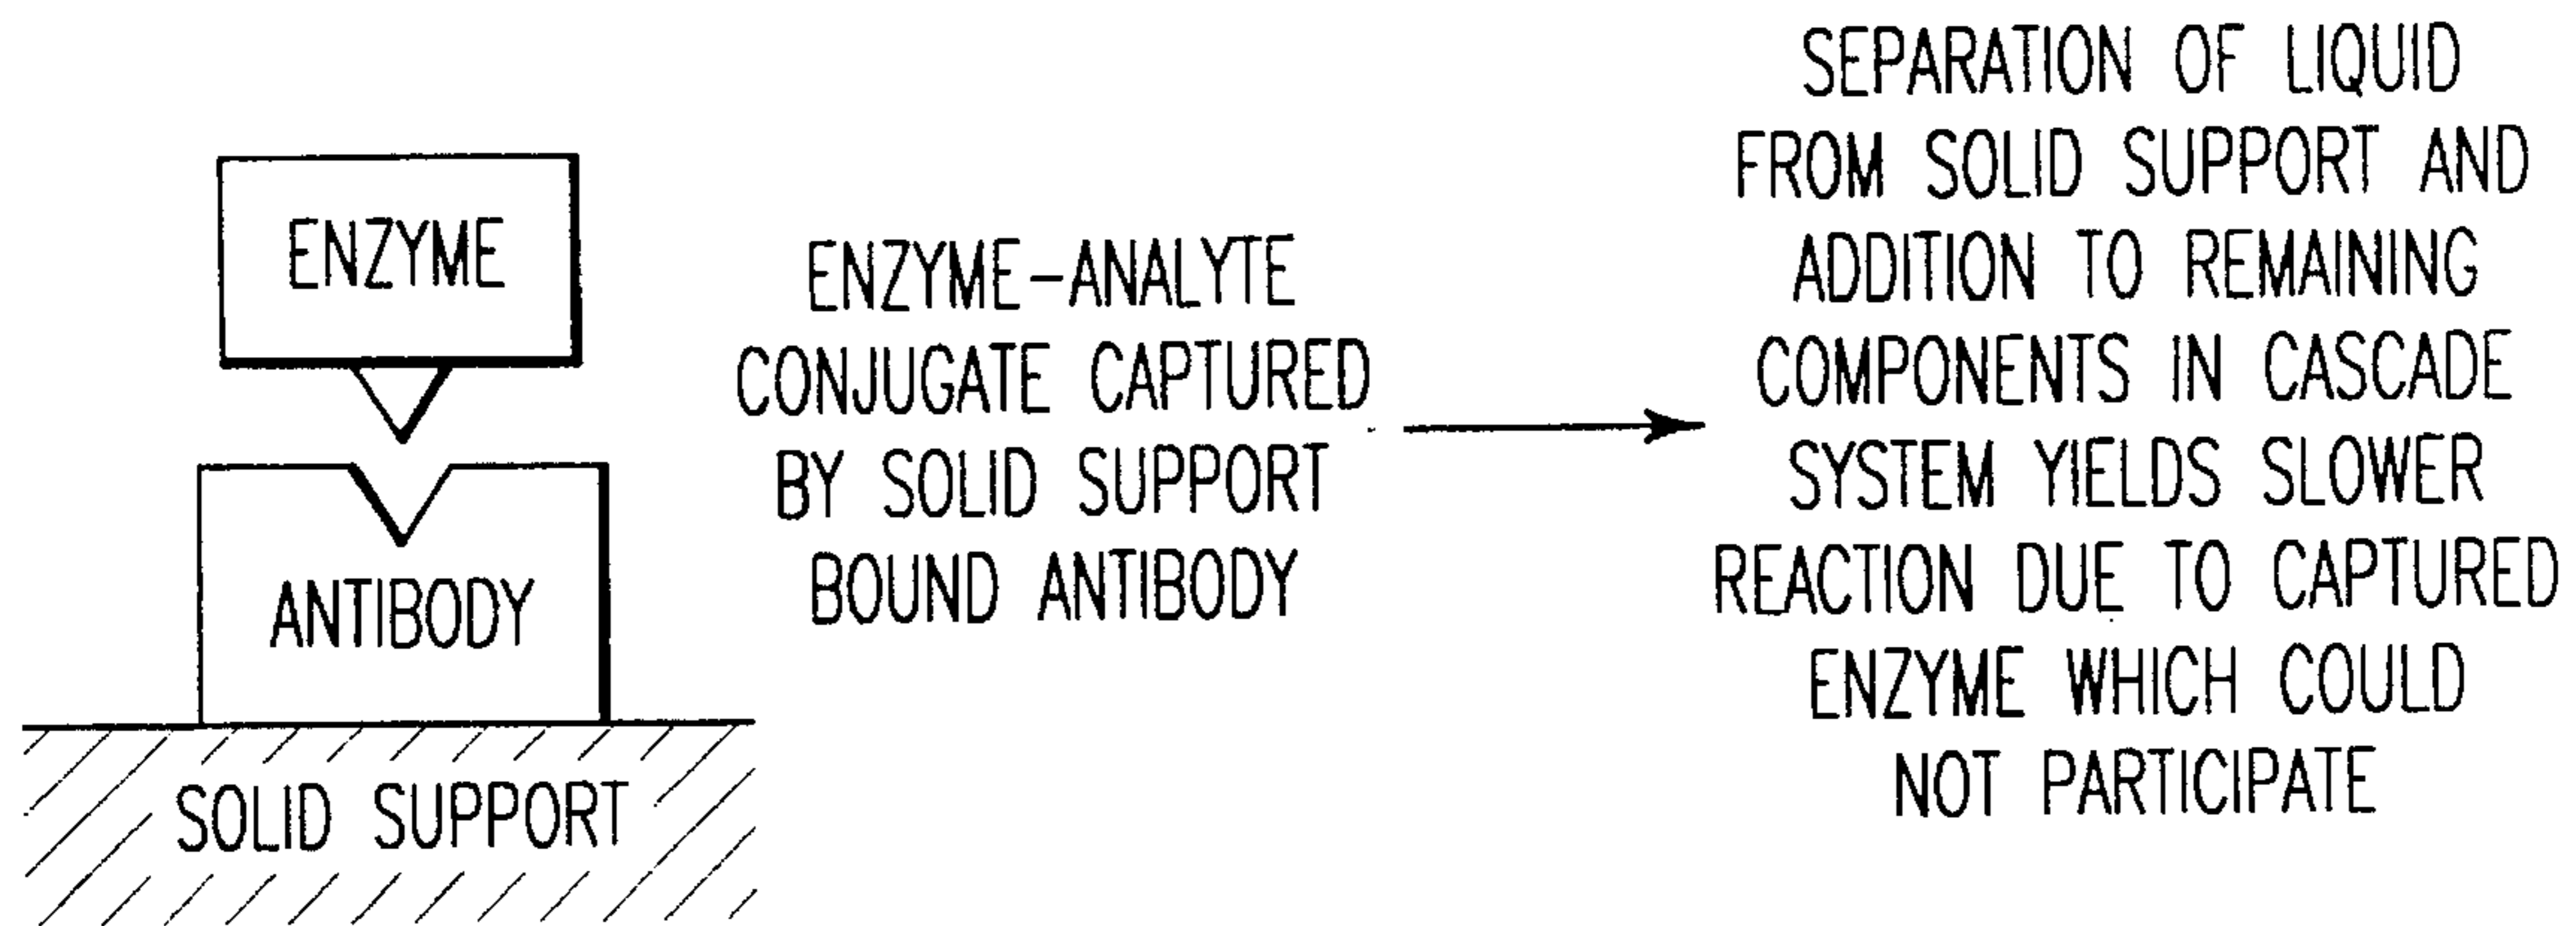 ENZYME
ANTIBODY
SOLID SUPPORT
ENZYME-ANALYTE
CONJUGATE CAPTURED
BY SOLID SUPPORT
BOUND ANTIBODY
SEPARATION OF LIQUID
FROM SOLID SUPPORT AND
ADDITION TO REMAINING
COMPONENTS IN CASCADE
SYSTEM YIELDS SLOWER
REACTION DUE TO CAPTURED
ENZYME WHICH COULD
NOT PARTICIPATE